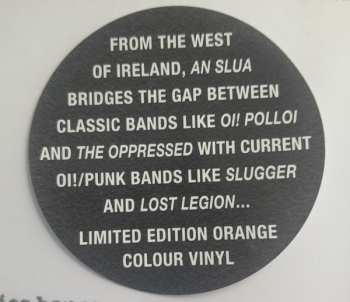 FROM THE WEST
OF IRELAND, AN SLUA
BRIDGES THE GAP BETWEEN
CLASSIC BANDS LIKE OI! POLLOI
AND THE OPPRESSED WITH CURRENT
OI!/PUNK BANDS LIKE SLUGGER
AND LOST LEGION...
LIMITED EDITION ORANGE
COLOUR VINYL